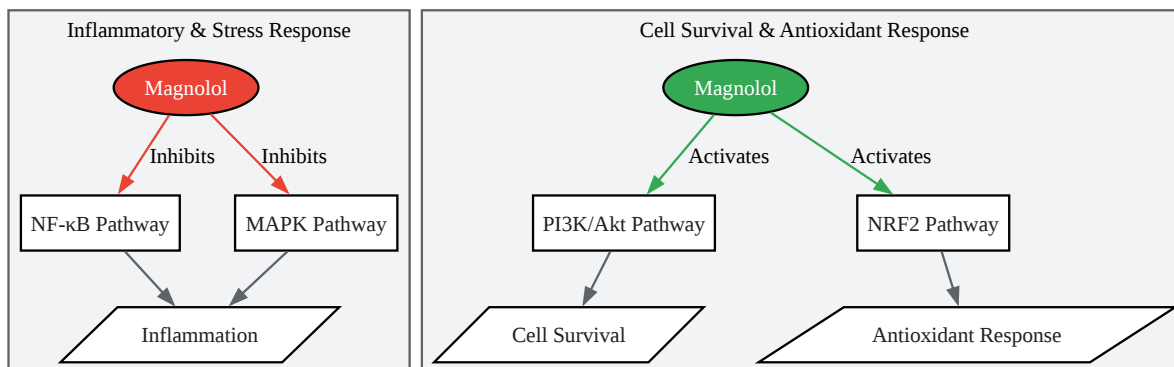 Inflammatory & Stress Response
Magnolol
Inhibits
Inhibits
NF-κB Pathway
MAPK Pathway
Inflammation
Cell Survival & Antioxidant Response
Magnolol
Activates
Activates
PI3K/Akt Pathway
NRF2 Pathway
Cell Survival
Antioxidant Response